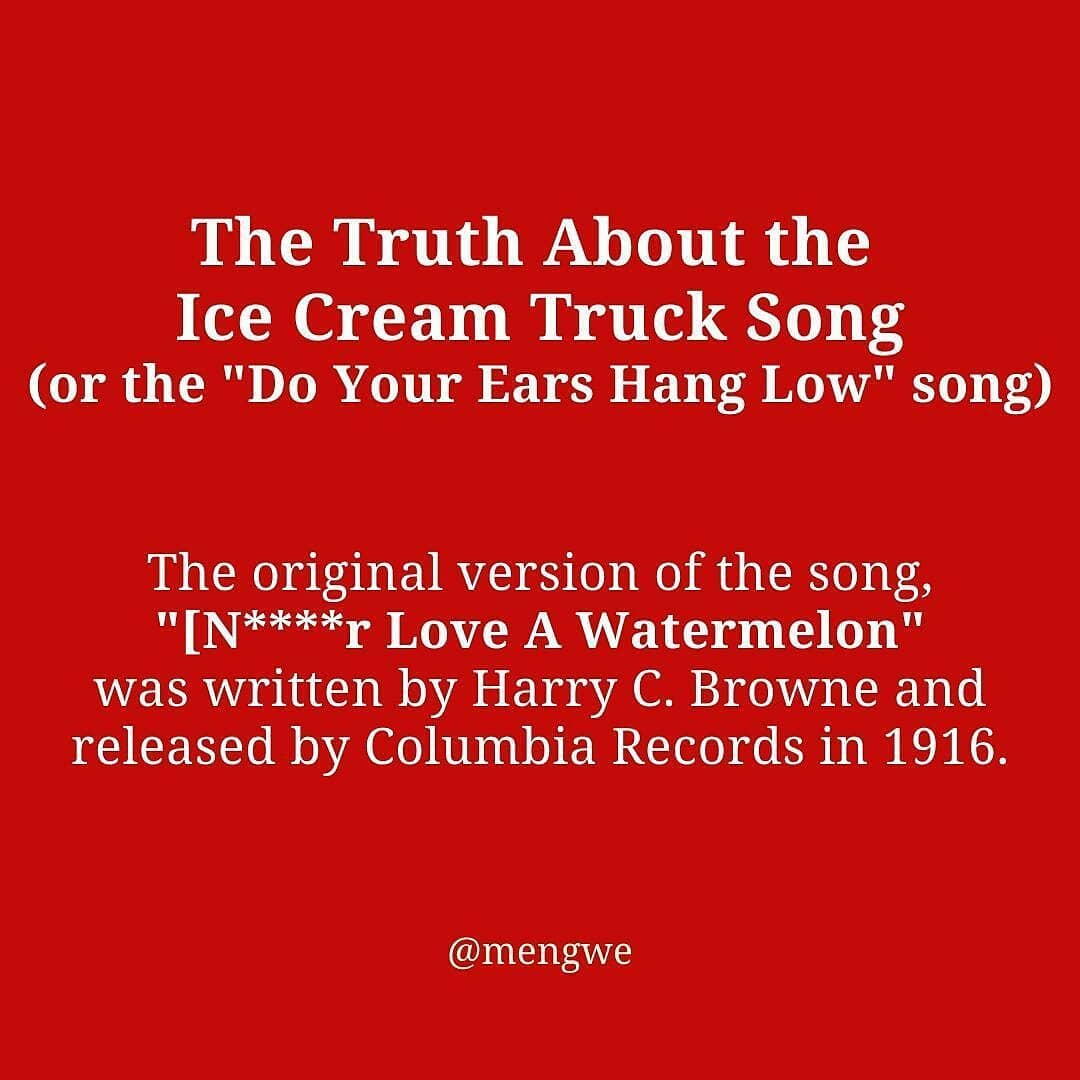 The Truth About the
Ice Cream Truck Song
(or the "Do Your Ears Hang Low" song)
The original version of the song,
"[N****r Love A Watermelon"
was written by Harry C. Browne and
released by Columbia Records in 1916.
@mengwe